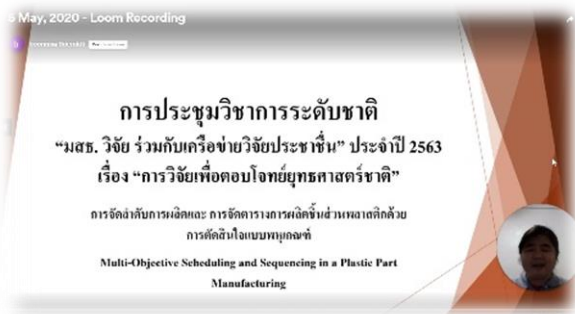 May, 2020 - Loom Recording
การประชุมวิชาการระดับชาติ
“มสธ. วิจัย ร่วมกับเครือข่ายวิจัยประชาชื่น” ประจำปี 2563
เรื่อง “การวิจัยเพื่อตอบโจทย์ยุทธศาสตร์ชาติ”
การจัดลำดับการผลิตและ การจัดตารางการผลิตชิ้นส่วนพลาสติกด้วย
การตัดสินใจแบบพหุเกณฑ์
Multi-Objective Scheduling and Sequencing in a Plastic Part
Manufacturing